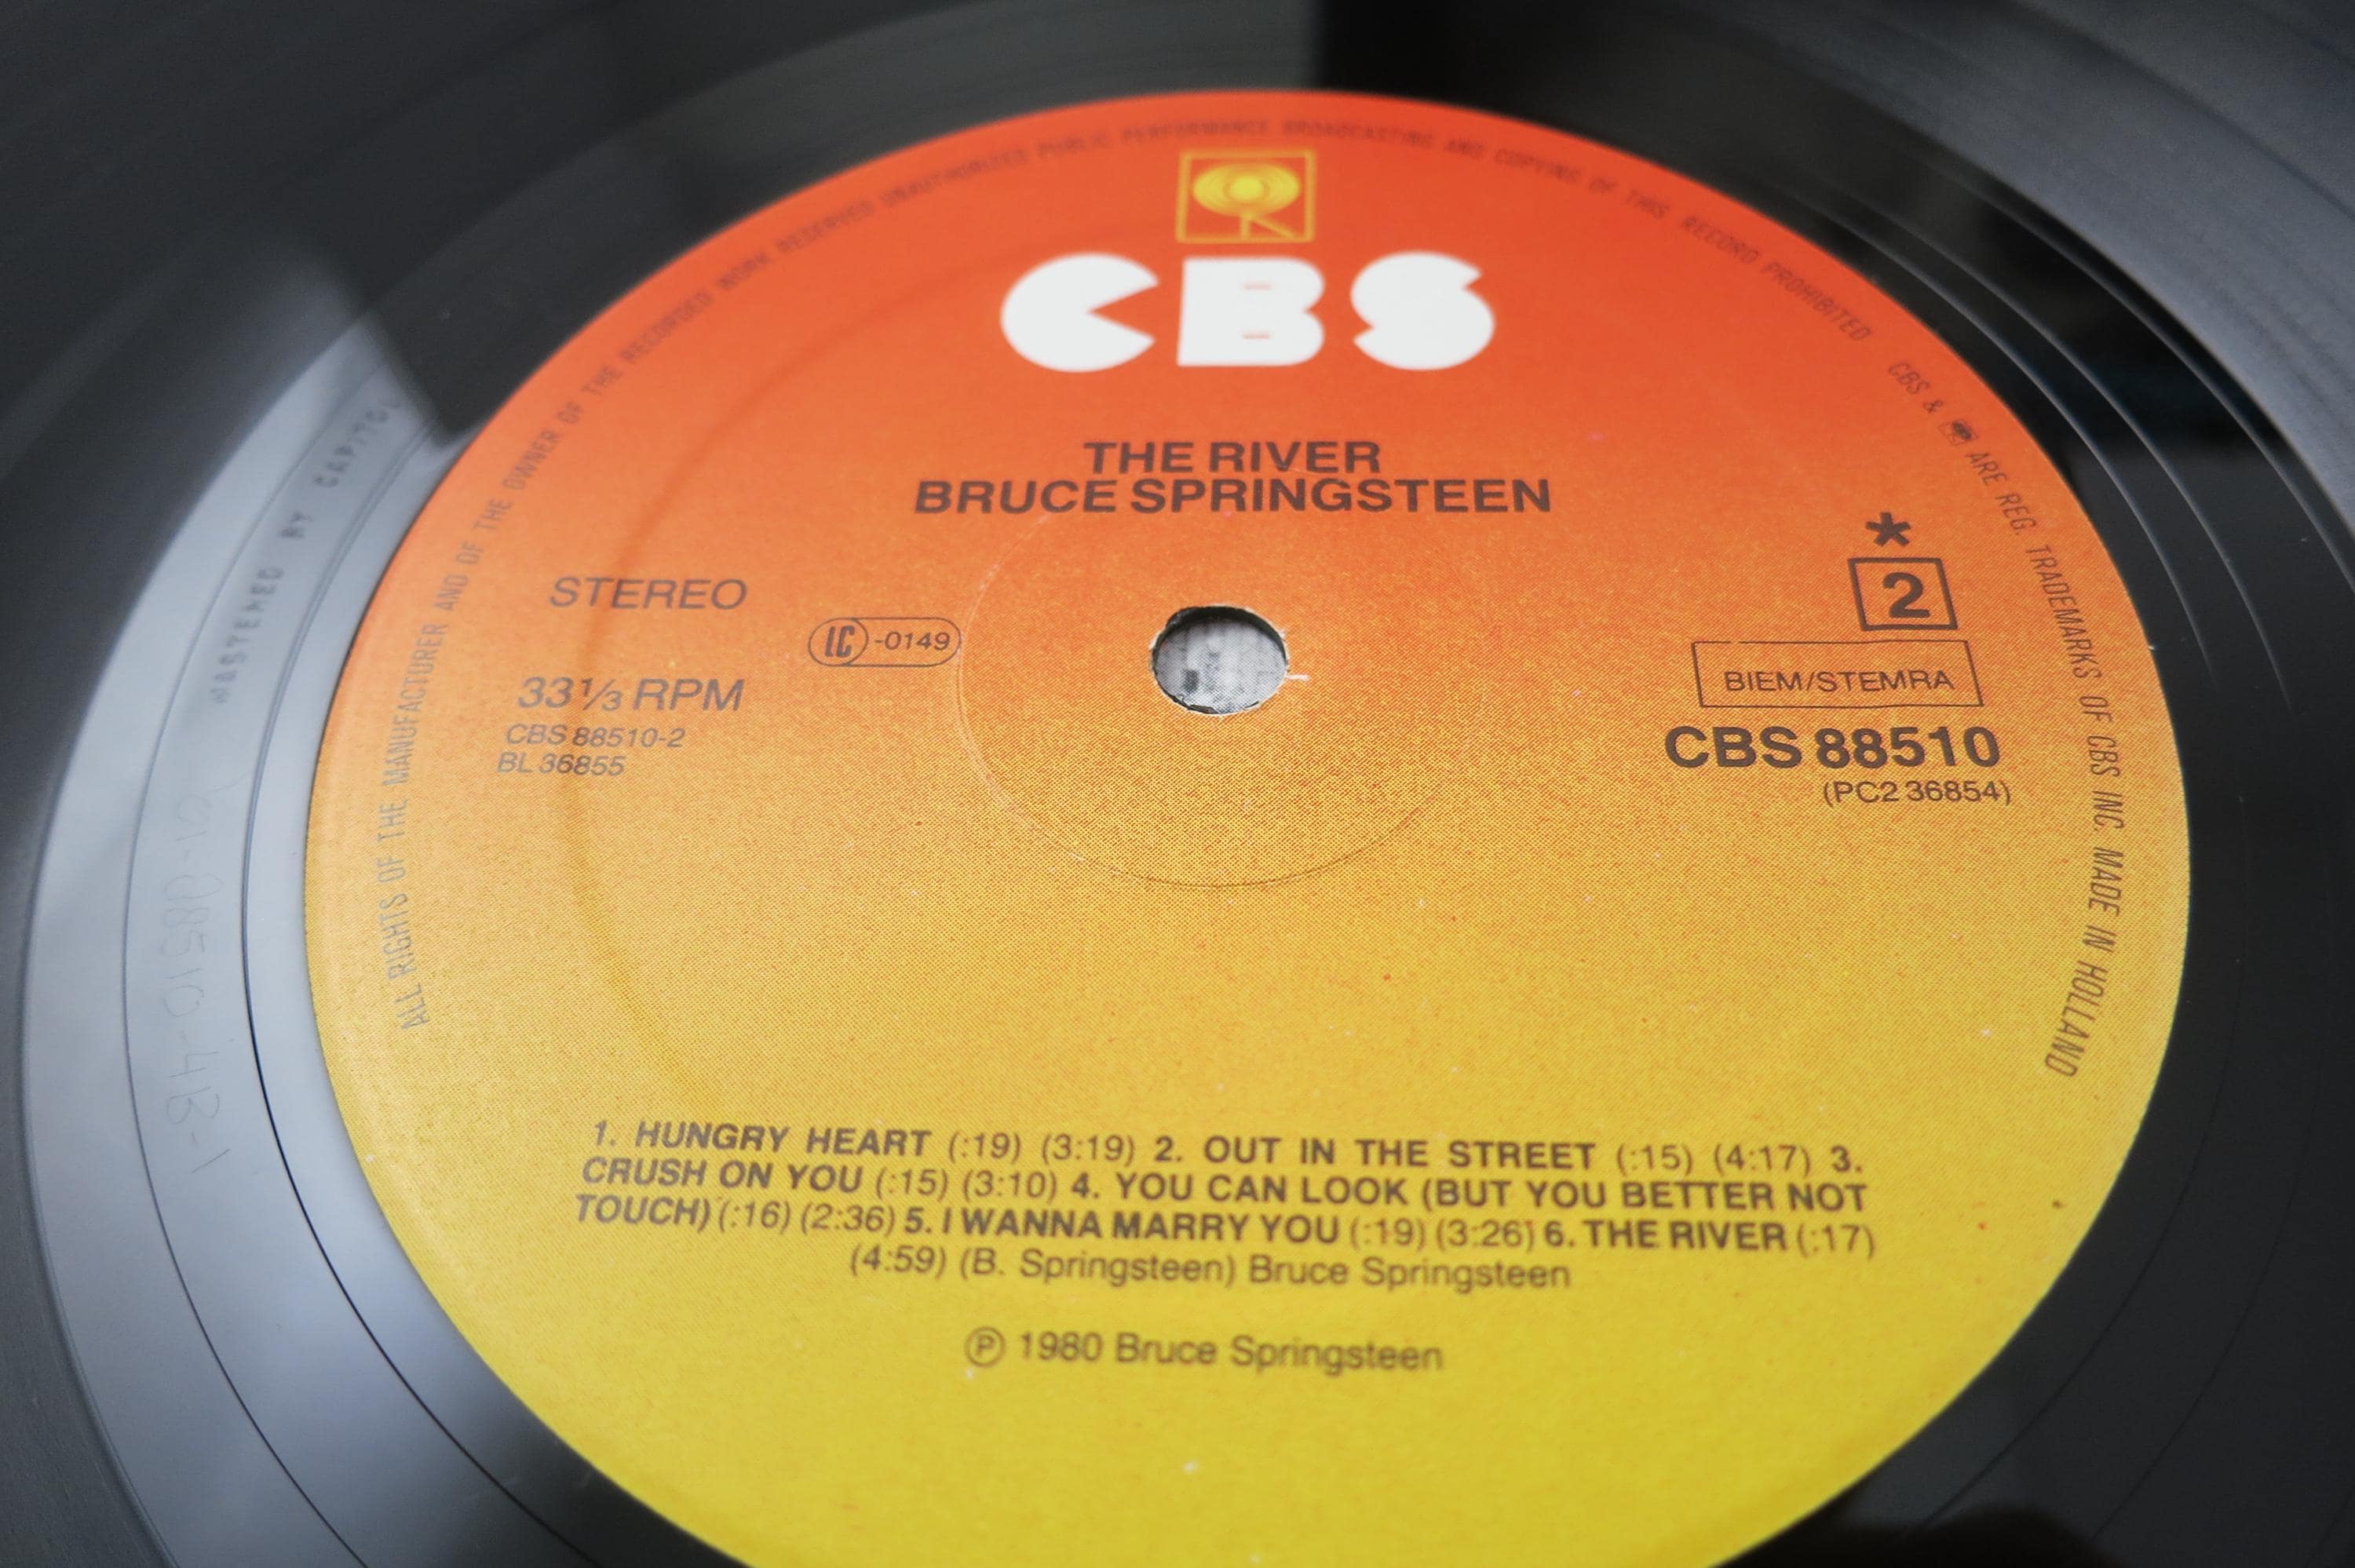 ALL RIGHTS OF THE MANUFACTURER AND OF THE OWNER OF THE RECORDED WORK RESERVED UNAUTHORIZED PUBLIC PERFORMANCE BROADCASTING AND COPYING OF THIS RECORD PROHIBITED
CBS & ARE REG. TRADEMARKS OF CBS INC. MADE IN HOLLAND
CBS
THE RIVER
BRUCE SPRINGSTEEN
STEREO
LC -0149
33 1/3 RPM
CBS 88510-2
BL 36855
*
2
BIEM/STEMRA
CBS 88510
(PC2 36854)
1. HUNGRY HEART (:19) (3:19) 2. OUT IN THE STREET (:15) (4:17) 3.
CRUSH ON YOU (:15) (3:10) 4. YOU CAN LOOK (BUT YOU BETTER NOT
TOUCH) (:16) (2:36) 5. I WANNA MARRY YOU (:19) (3:26) 6. THE RIVER (:17)
(4:59) (B. Springsteen) Bruce Springsteen
Ⓟ 1980 Bruce Springsteen
MASTERED BY CAPITOL